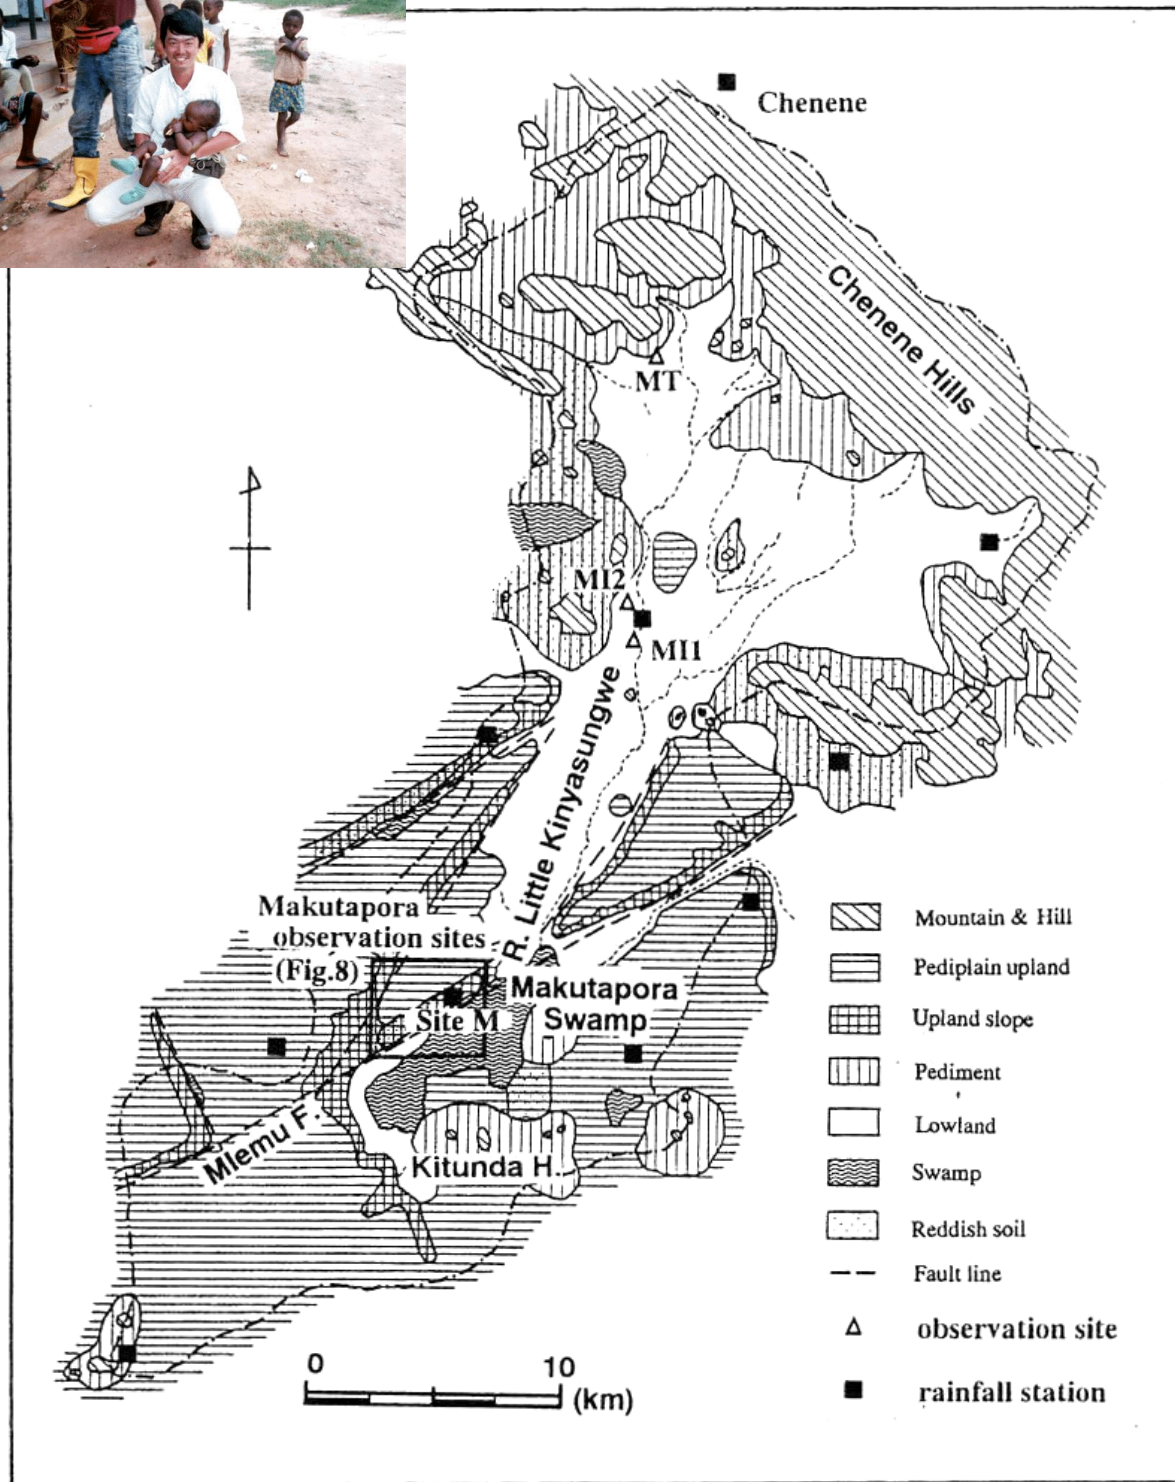 Chenene
Chenene Hills
MT
MI2
MI1
R. Little Kinyasungwe
Makutapora
observation sites
(Fig.8)
Makutapora
Swamp
Site M
Mlemu F.
Kitunda H.
Mountain & Hill
Pediplain upland
Upland slope
Pediment
Lowland
Swamp
Reddish soil
Fault line
observation site
rainfall station
0 10
(km)